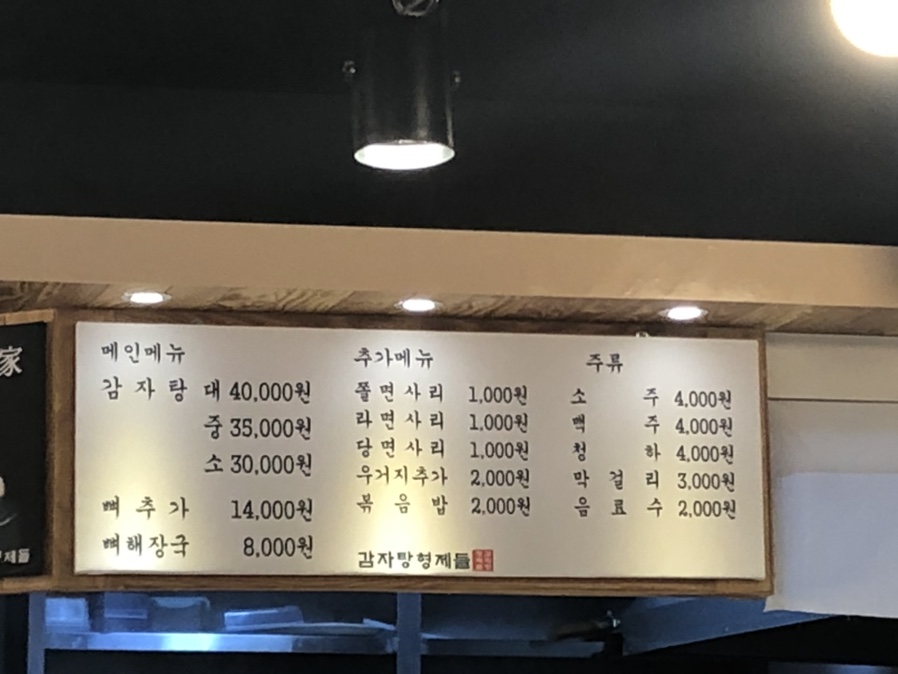 家
제들
메인메뉴
감자탕 대 40,000원
중 35,000원
소 30,000원
뼈추가 14,000원
뼈해장국 8,000원
추가메뉴
쫄면사리 1,000원
라면사리 1,000원
당면사리 1,000원
우거지추가 2,000원
볶음밥 2,000원
감자탕형제들
주류
소주 4,000원
맥주 4,000원
청하 4,000원
막걸리 3,000원
음료수 2,000원